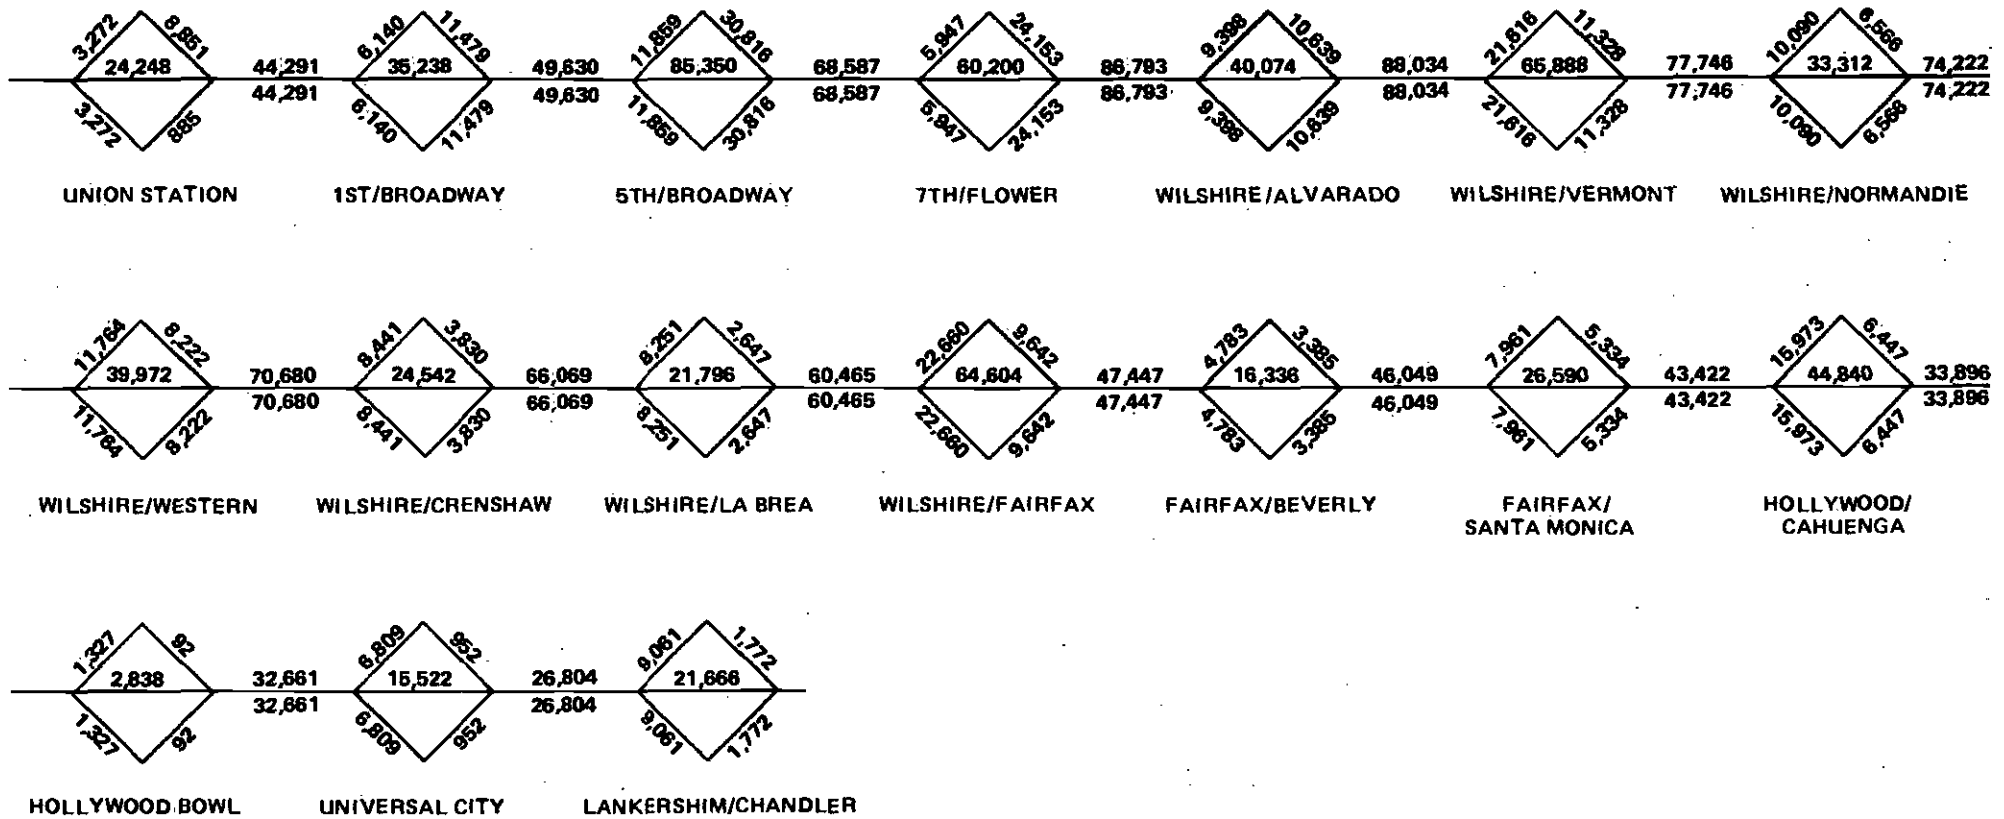 3,272 8,851 6,140 11,479 11,859 30,816 5,947 24,153 9,398 10,639 21,616 11,328 10,090 6,566
24,248 44,291 35,238 49,630 85,350 68,587 60,200 86,793 40,074 88,034 65,888 77,746 33,312 74,222
44,291 49,630 68,587 86,793 88,034 77,746 74,222
3,272 885 6,140 11,479 11,859 30,816 5,947 24,153 9,398 10,639 21,616 11,328 10,090 6,566
UNION STATION 1ST/BROADWAY 5TH/BROADWAY 7TH/FLOWER WILSHIRE/ALVARADO WILSHIRE/VERMONT WILSHIRE/NORMANDIE
11,764 8,222 8,441 3,830 8,251 2,647 22,660 9,642 4,783 3,385 7,961 5,334 15,973 6,447
39,972 70,680 24,542 66,069 21,796 60,465 64,604 47,447 16,336 46,049 26,590 43,422 44,840 33,896
70,680 66,069 60,465 47,447 46,049 43,422 33,896
11,764 8,222 8,441 3,830 8,251 2,647 22,660 9,642 4,783 3,385 7,961 5,334 15,973 6,447
WILSHIRE/WESTERN WILSHIRE/CRENSHAW WILSHIRE/LA BREA WILSHIRE/FAIRFAX FAIRFAX/BEVERLY FAIRFAX/ HOLLYWOOD/
SANTA MONICA CAHUENGA
1,327 92 6,809 952 9,061 1,772
2,838 32,661 15,522 26,804 21,666
32,661 26,804
1,327 92 6,809 952 9,061 1,772
HOLLYWOOD BOWL UNIVERSAL CITY LANKERSHIM/CHANDLER